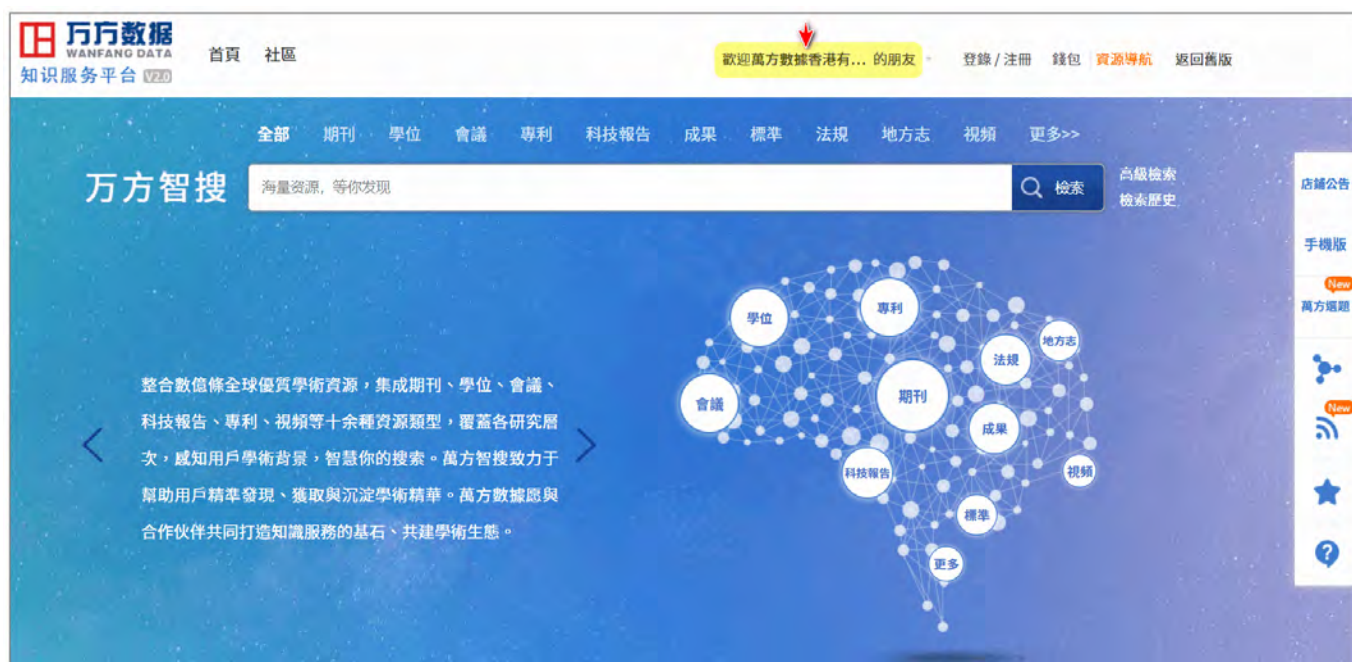 万方数据
WANFANG DATA
知识服务平台 V2.0
首頁 社區
歡迎萬方數據香港有... 的朋友
登錄 / 注冊 錢包 資源導航 返回舊版
全部 期刊 學位 會議 專利 科技報告 成果 標準 法規 地方志 視頻 更多>>
万方智搜
海量资源，等你发现
檢索
高級檢索
檢索歷史
店鋪公告
手機版
New
萬方選題
New
整合數億條全球優質學術資源，集成期刊、學位、會議、
科技報告、專利、視頻等十余種資源類型，覆蓋各研究層
次，感知用戶學術背景，智慧你的搜索。萬方智搜致力于
幫助用戶精準發現、獲取與沉淀學術精華。萬方數據愿與
合作伙伴共同打造知識服務的基石、共建學術生態。
學位
專利
地方志
法規
會議
期刊
成果
科技報告
視頻
標準
更多